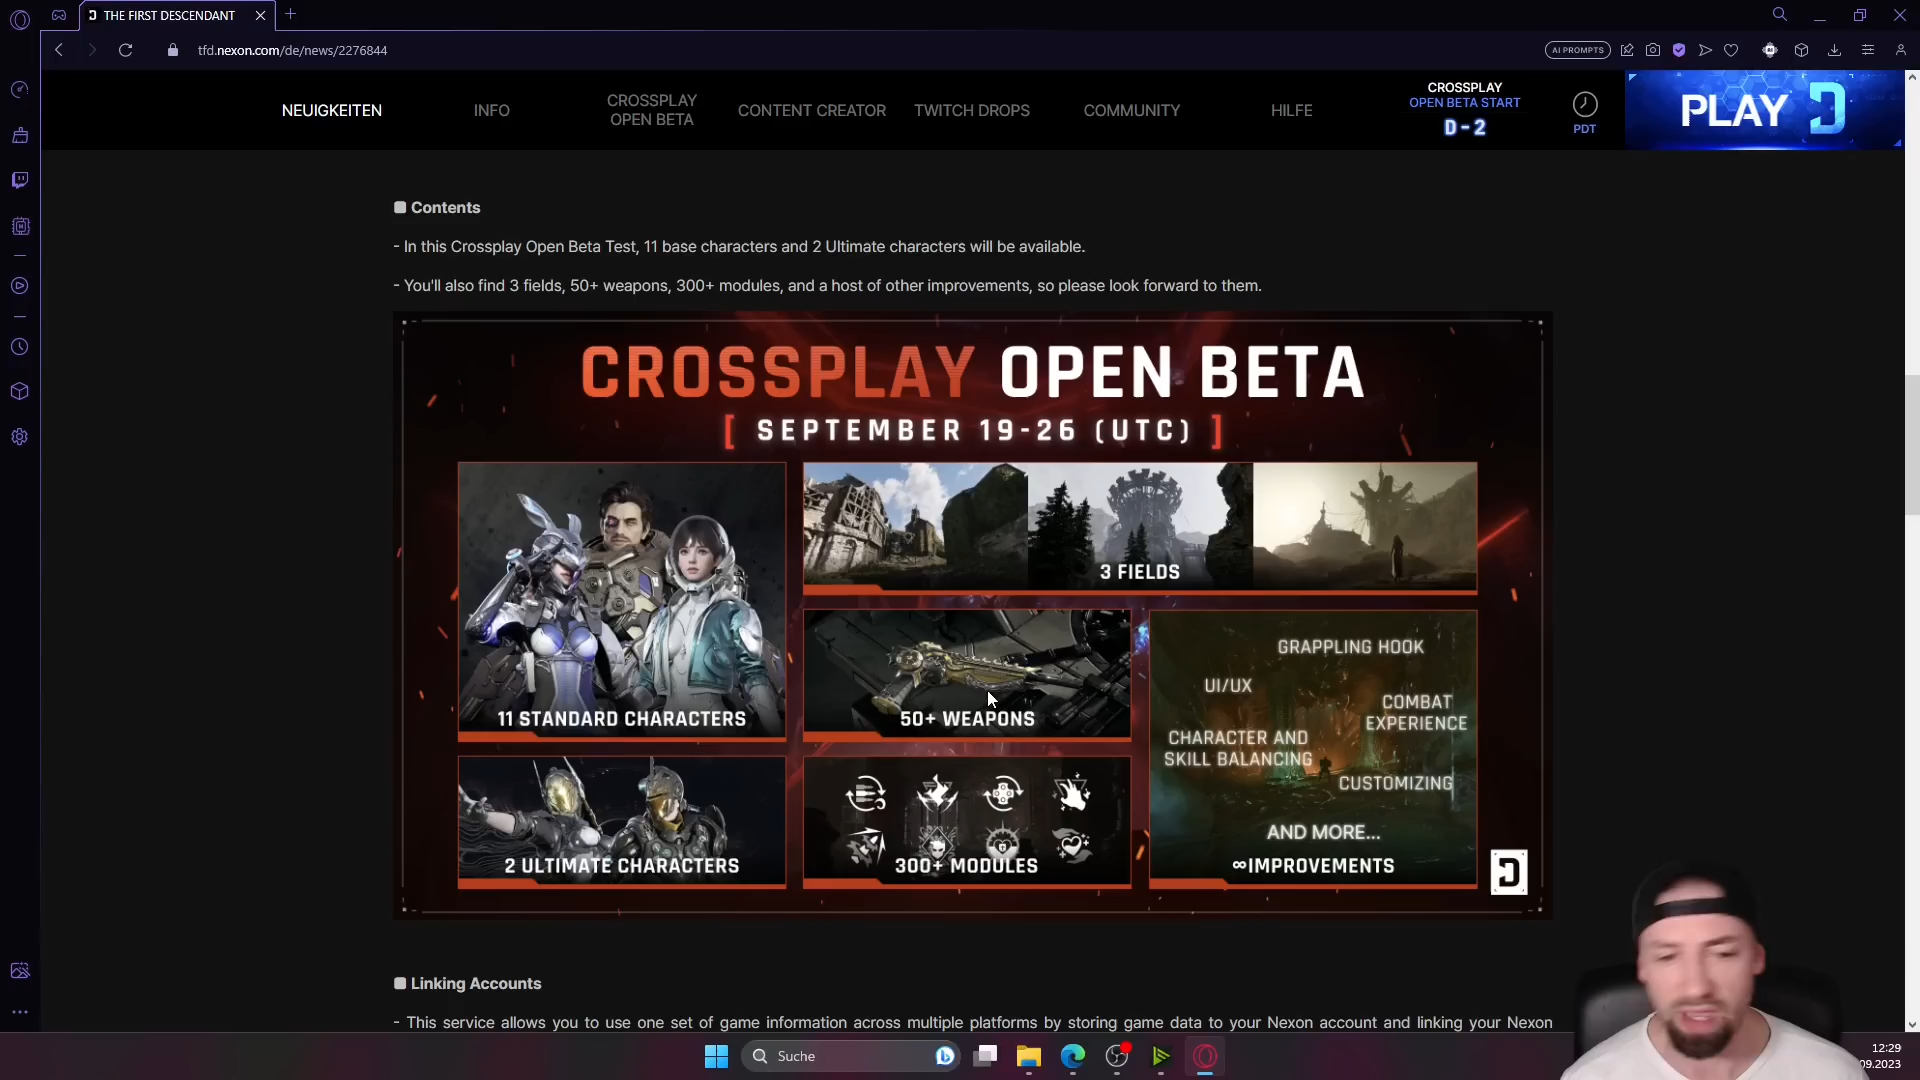 THE FIRST DESCENDANT
tfd.nexon.com/de/news/2276844
AI PROMPTS
NEUIGKEITEN
INFO
CROSSPLAY
OPEN BETA
CONTENT CREATOR
TWITCH DROPS
COMMUNITY
HILFE
CROSSPLAY
OPEN BETA START
D - 2
PDT
PLAY
Contents
- In this Crossplay Open Beta Test, 11 base characters and 2 Ultimate characters will be available.
- You'll also find 3 fields, 50+ weapons, 300+ modules, and a host of other improvements, so please look forward to them.
CROSSPLAY OPEN BETA
[ SEPTEMBER 19-26 (UTC) ]
11 STANDARD CHARACTERS
3 FIELDS
50+ WEAPONS
GRAPPLING HOOK
UI/UX
COMBAT
EXPERIENCE
CHARACTER AND
SKILL BALANCING
CUSTOMIZING
AND MORE...
∞IMPROVEMENTS
2 ULTIMATE CHARACTERS
300+ MODULES
Linking Accounts
- This service allows you to use one set of game information across multiple platforms by storing game data to your Nexon account and linking your Nexon
Suche
12:29
09.2023